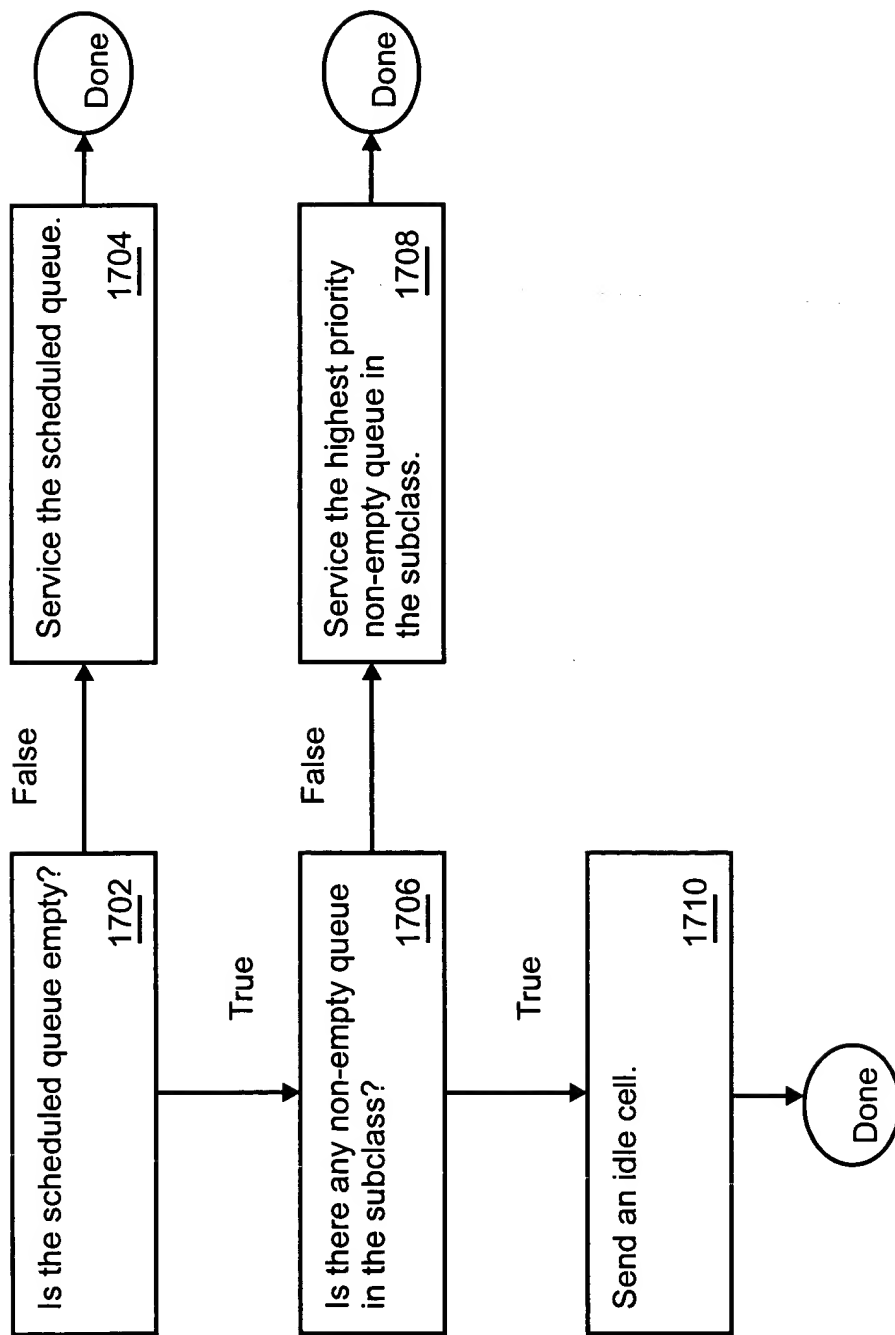 Is the scheduled queue empty?
1702
False
Service the scheduled queue.
1704
Done
True
Is there any non-empty queue
in the subclass?
1706
False
Service the highest priority
non-empty queue in
the subclass.
1708
Done
True
Send an idle cell.
1710
Done